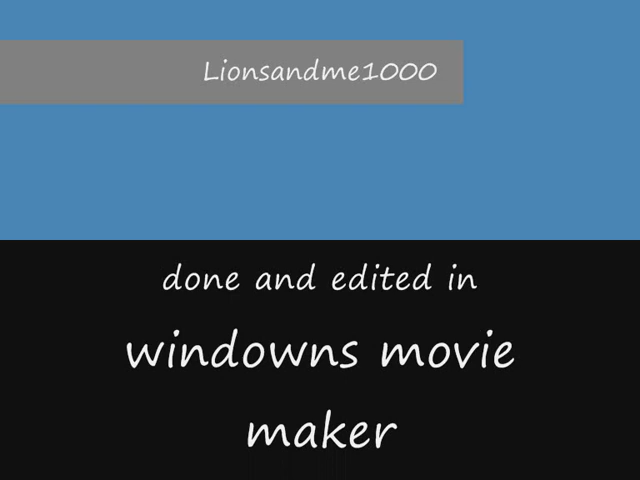 Lionsandme1000
done and edited in
windowns movie
maker